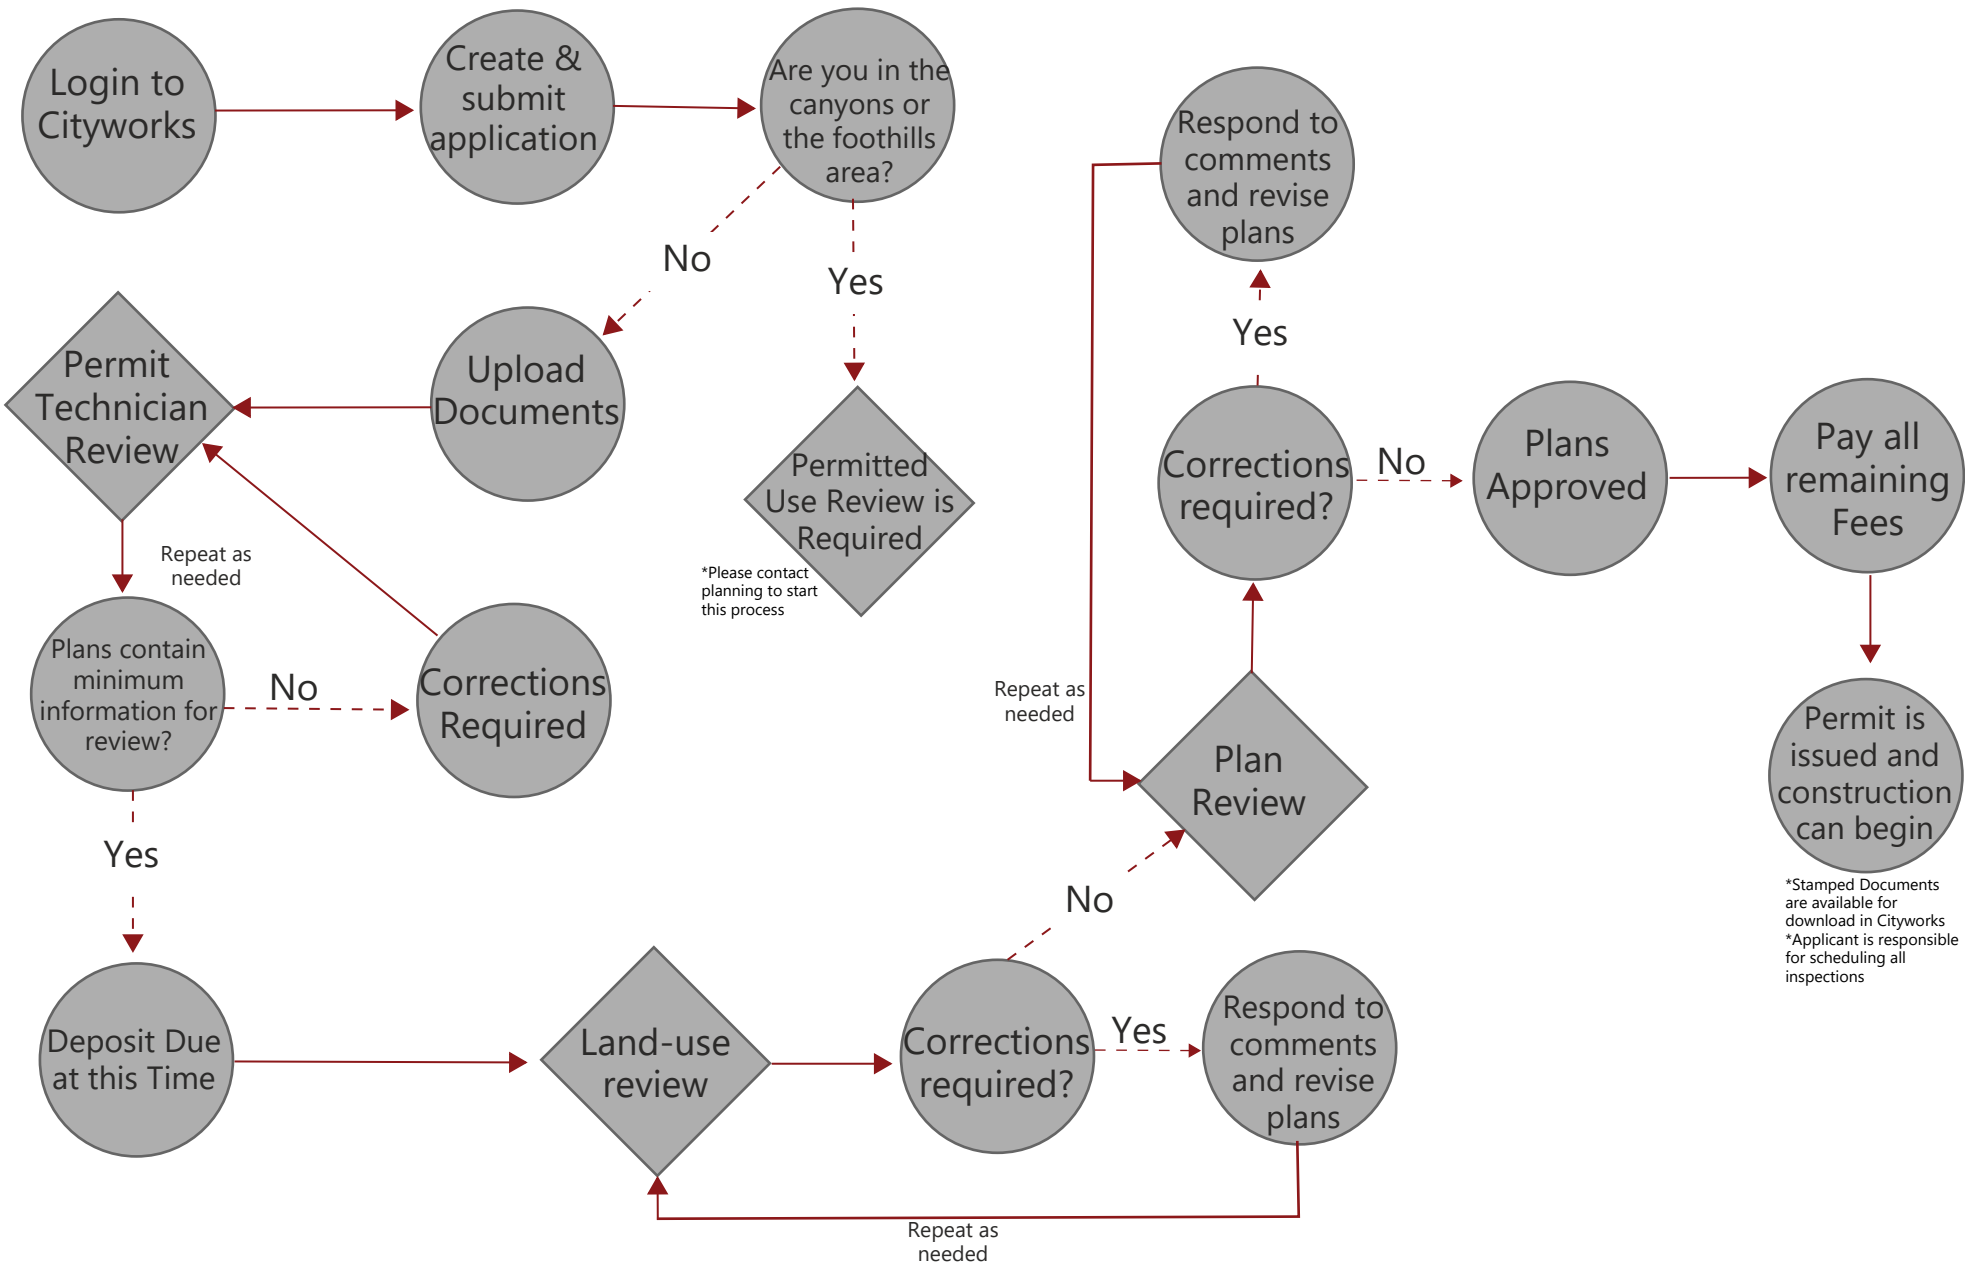 Login to
Cityworks
Create &
submit
application
Are you in the
canyons or
the foothills
area?
No
Yes
Upload
Documents
Permit
Technician
Review
Permitted
Use Review is
Required
*Please contact
planning to start
this process
Repeat as
needed
Plans contain
minimum
information for
review?
No
Corrections
Required
Yes
Deposit Due
at this Time
Land-use
review
Corrections
required?
Yes
Respond to
comments
and revise
plans
Repeat as
needed
No
Plan
Review
Corrections
required?
Yes
Respond to
comments
and revise
plans
Repeat as
needed
No
Plans
Approved
Pay all
remaining
Fees
Permit is
issued and
construction
can begin
*Stamped Documents
are available for
download in Cityworks
*Applicant is responsible
for scheduling all
inspections